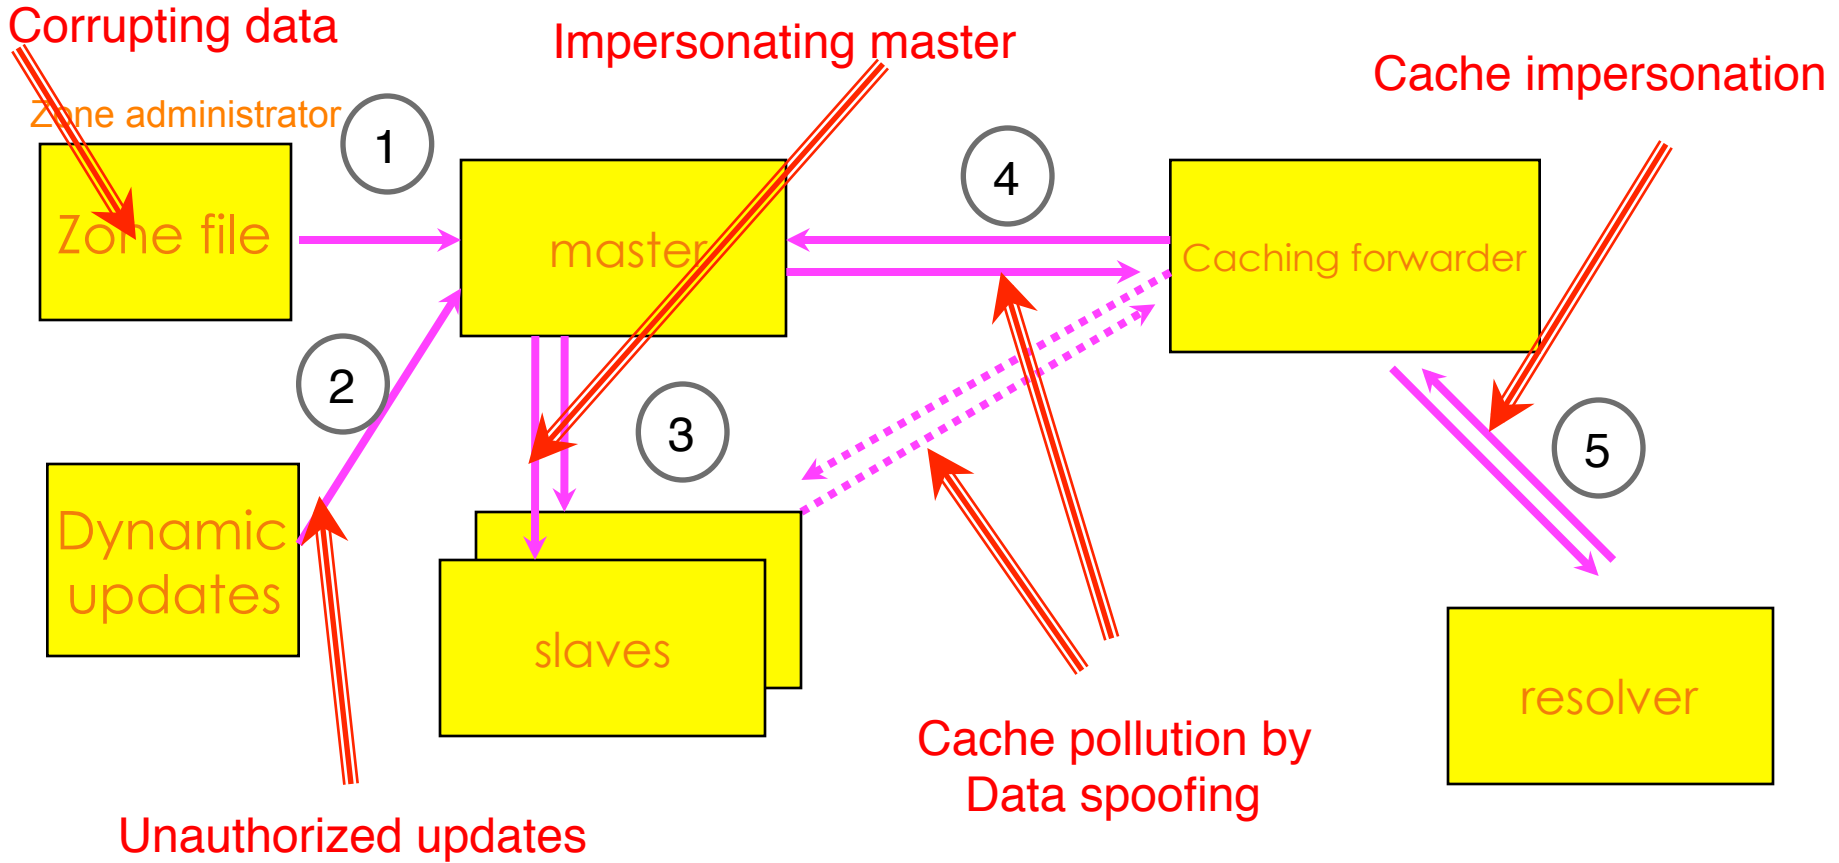 Corrupting data
Impersonating master
Cache impersonation
Zone administrator
1
4
Zone file
master
Caching forwarder
2
3
5
Dynamic
updates
slaves
resolver
Cache pollution by
Data spoofing
Unauthorized updates